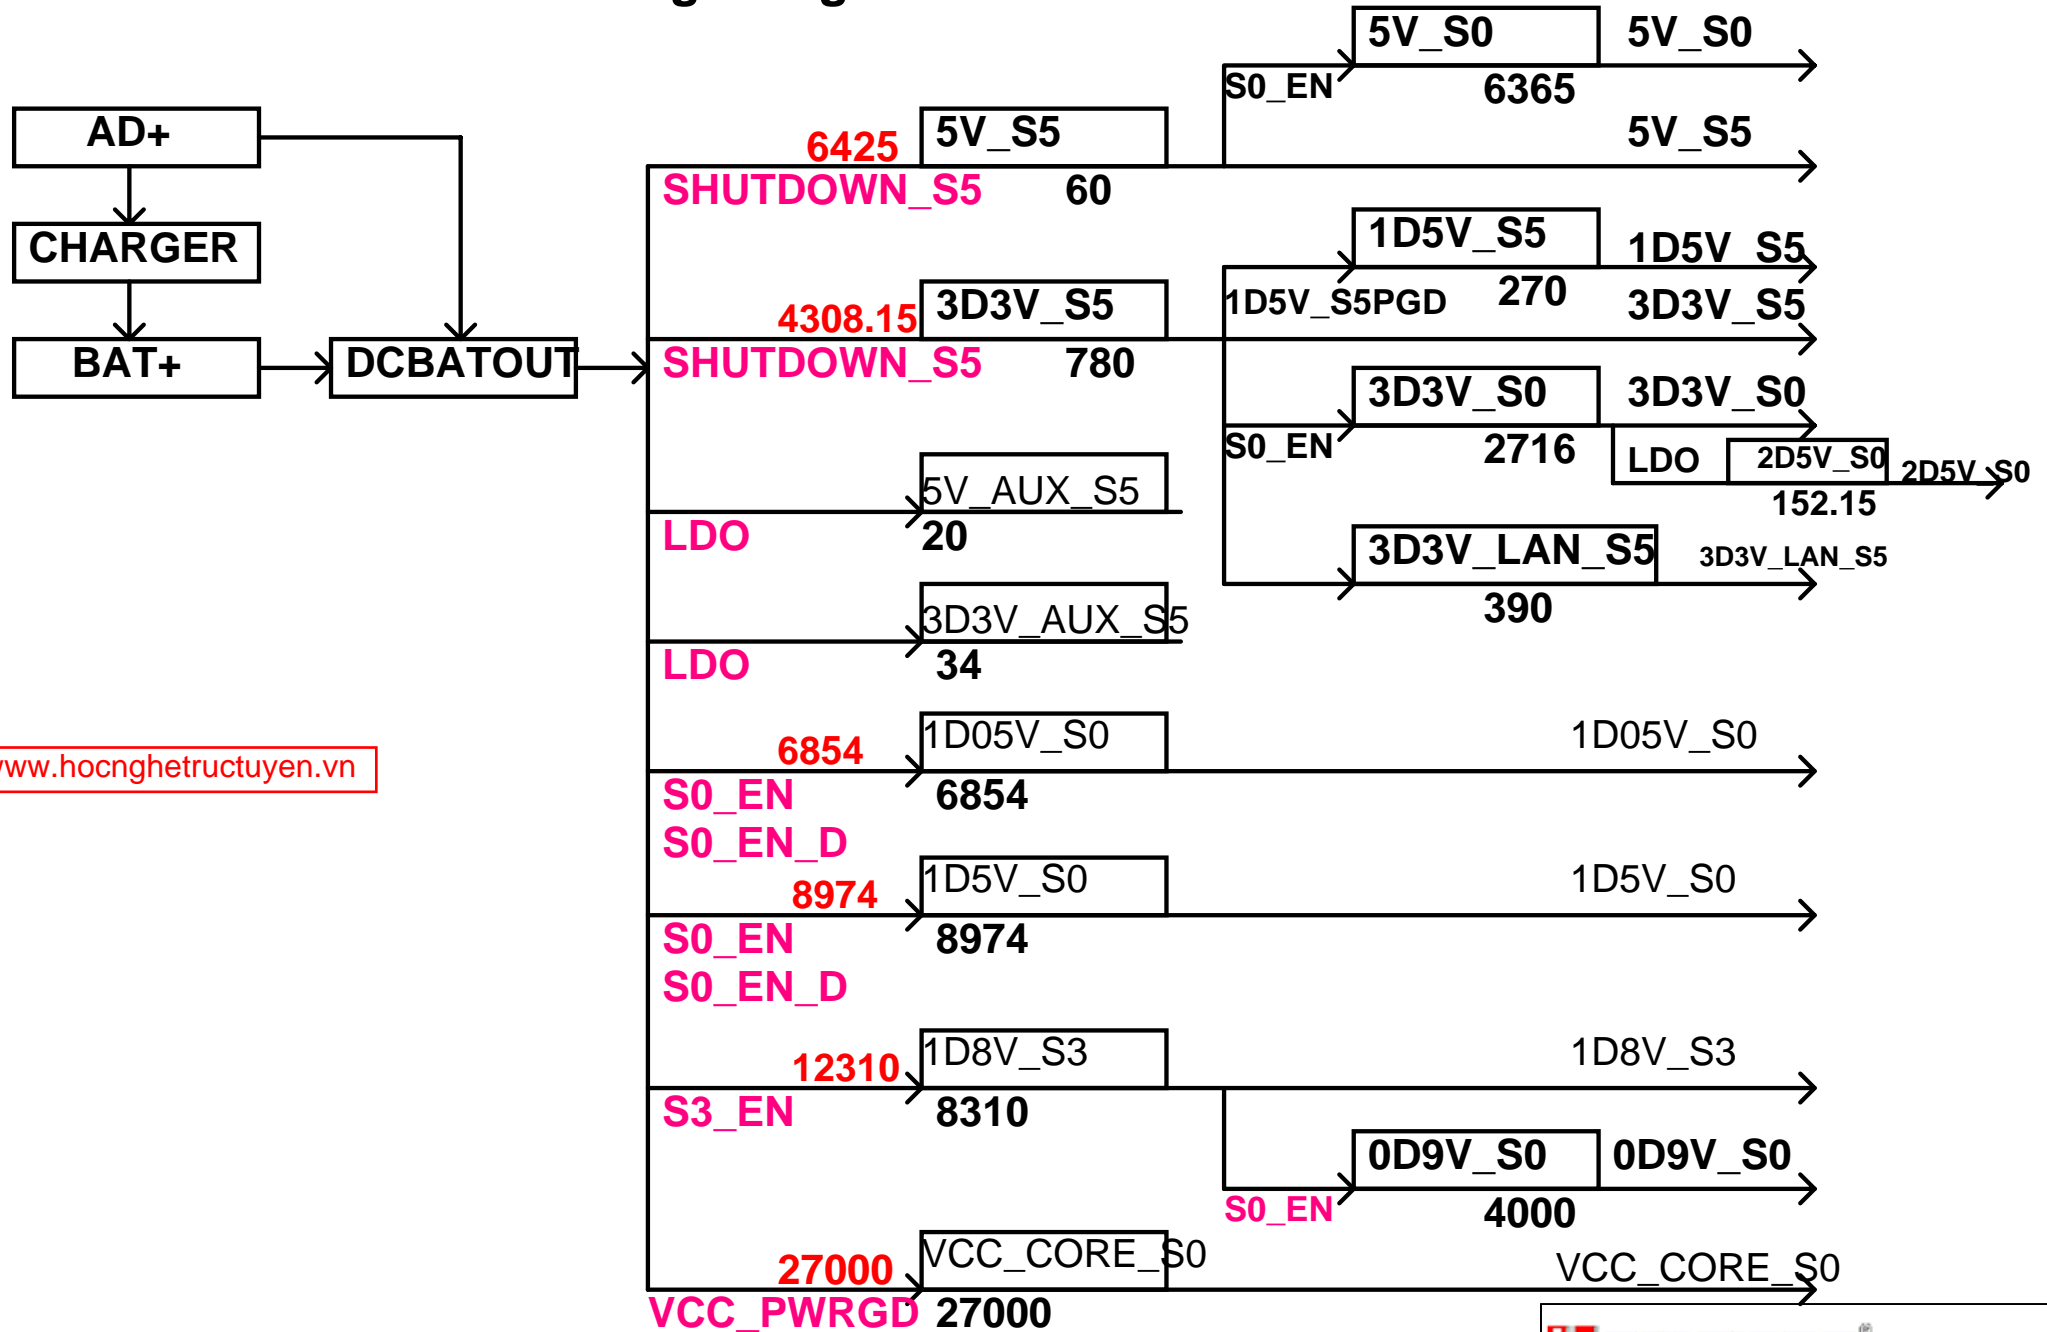 5V_S0 5V_S0
S0_EN 6365
AD+
6425 5V_S5 5V_S5
SHUTDOWN_S5 60
CHARGER
1D5V_S5 1D5V_S5
1D5V_S5PGD 270
4308.15 3D3V_S5 3D3V_S5
SHUTDOWN_S5 780
BAT+ DCBATOUT
3D3V_S0 3D3V_S0
S0_EN 2716
LDO 2D5V_S0 2D5V_S0
152.15
5V_AUX_S5
LDO 20
3D3V_LAN_S5 3D3V_LAN_S5
390
3D3V_AUX_S5
LDO 34
www.hocnghetructuyen.vn
6854 1D05V_S0 1D05V_S0
S0_EN 6854
S0_EN_D
8974 1D5V_S0 1D5V_S0
S0_EN 8974
S0_EN_D
12310 1D8V_S3 1D8V_S3
S3_EN 8310
0D9V_S0 0D9V_S0
S0_EN 4000
27000 VCC_CORE_S0 VCC_CORE_S0
VCC_PWRGD 27000